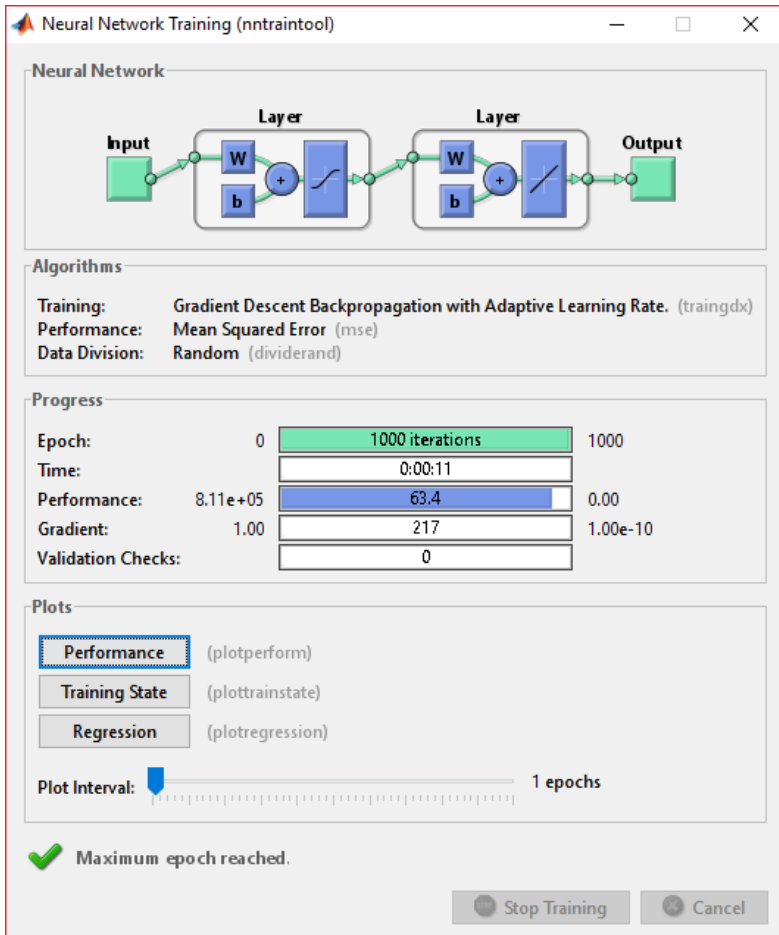 Neural Network Training (nntraintool)
Neural Network
Layer Layer
Input Output
W W
b b
+ +
Algorithms
Training: Gradient Descent Backpropagation with Adaptive Learning Rate. (traingdx)
Performance: Mean Squared Error (mse)
Data Division: Random (dividerand)
Progress
Epoch: 0 1000 iterations 1000
Time: 0:00:11
Performance: 8.11e+05 63.4 0.00
Gradient: 1.00 217 1.00e-10
Validation Checks: 0
Plots
Performance (plotperform)
Training State (plottrainstate)
Regression (plotregression)
Plot Interval: 1 epochs
Maximum epoch reached.
Stop Training Cancel